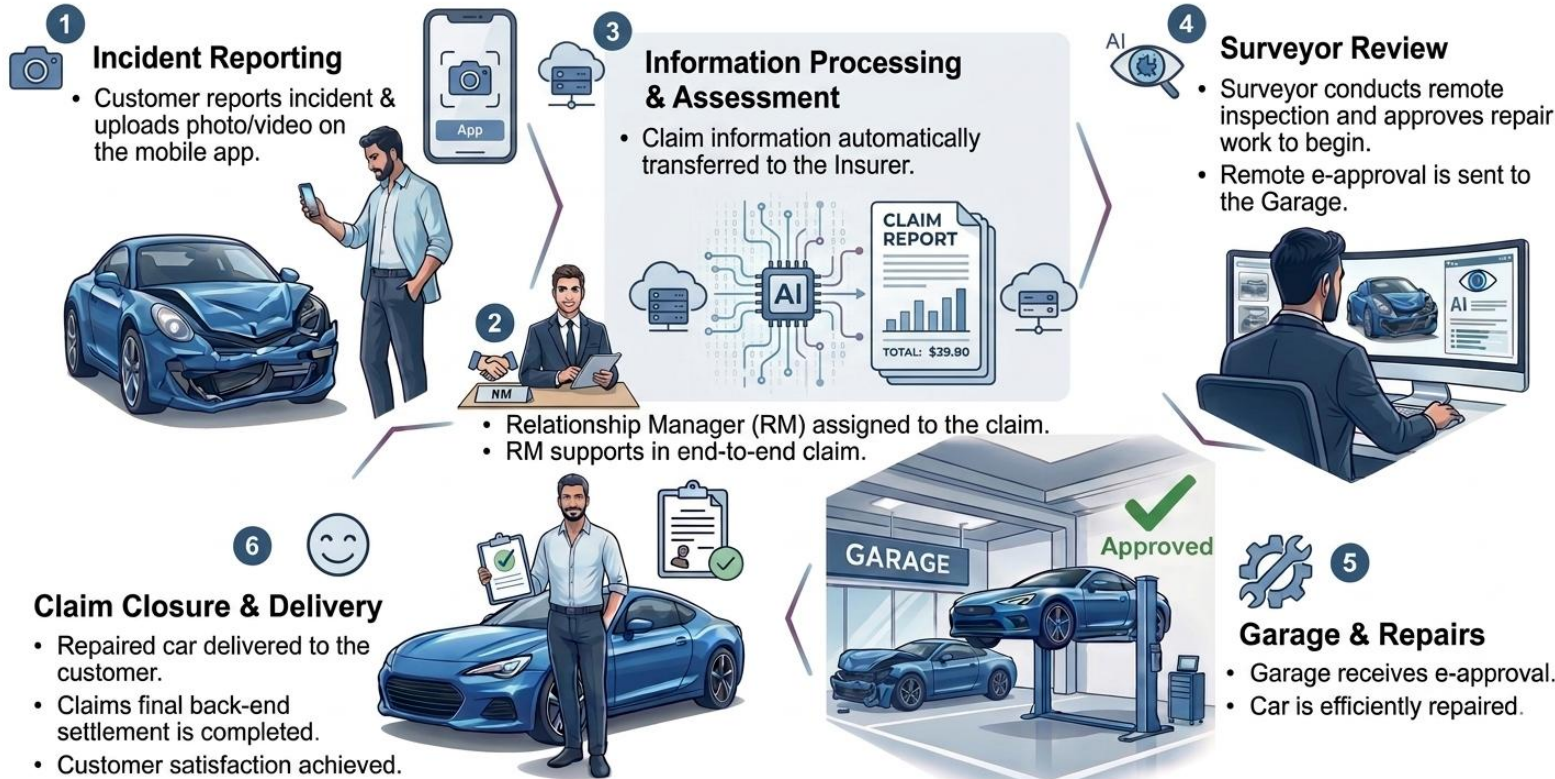 1
Incident Reporting
• Customer reports incident &
uploads photo/video on
the mobile app.
App
2
NM
• Relationship Manager (RM) assigned to the claim.
• RM supports in end-to-end claim.
3
Information Processing
& Assessment
• Claim information automatically
transferred to the Insurer.
AI
CLAIM
REPORT
TOTAL: $39.90
4
AI
Surveyor Review
• Surveyor conducts remote
inspection and approves repair
work to begin.
• Remote e-approval is sent to
the Garage.
AI
5
Garage & Repairs
• Garage receives e-approval.
• Car is efficiently repaired.
GARAGE
Approved
6
Claim Closure & Delivery
• Repaired car delivered to the
customer.
• Claims final back-end
settlement is completed.
• Customer satisfaction achieved.